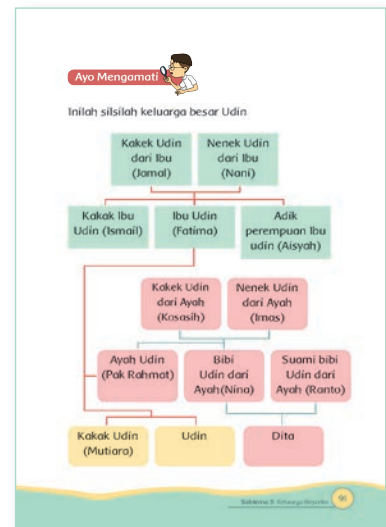 Ayo Mengamati
Inilah silsilah keluarga besar Udin
Kakek Udin
dari Ibu
(Jamal)
Nenek Udin
dari Ibu
(Nani)
Kakak Ibu
Udin (Ismail)
Ibu Udin
(Fatima)
Adik
perempuan Ibu
udin (Aisyah)
Kakek Udin
dari Ayah
(Kosasih)
Nenek Udin
dari Ayah
(Imas)
Ayah Udin
(Pak Rahmat)
Bibi
Udin dari
Ayah(Nina)
Suami bibi
Udin dari
Ayah (Ranto)
Kakak Udin
(Mutiara)
Udin
Dita
Subtema